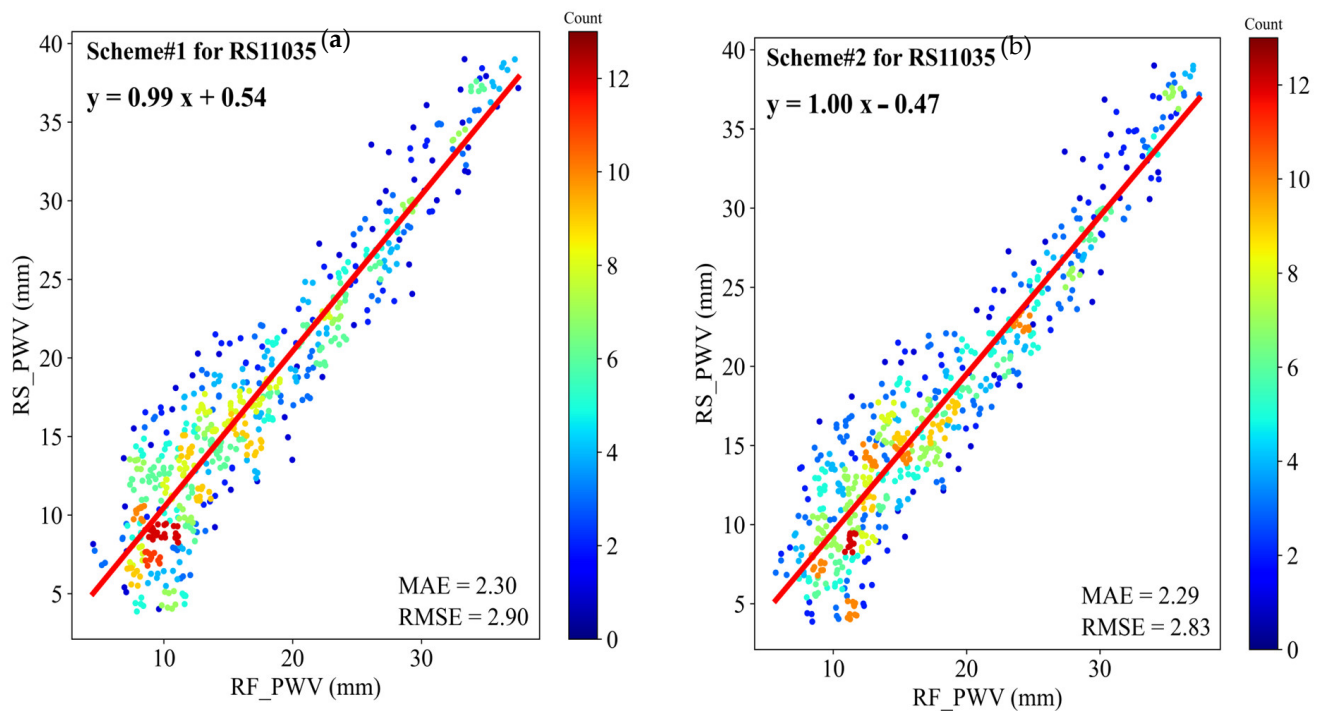 Count
(a)
Scheme#1 for RS11035
y = 0.99 x + 0.54
40
35
30
25
20
15
10
5
RS_PWV (mm)
MAE = 2.30
RMSE = 2.90
10
20
30
RF_PWV (mm)
12
10
8
6
4
2
0
Count
(b)
Scheme#2 for RS11035
y = 1.00 x – 0.47
40
35
30
25
20
15
10
5
RS_PWV (mm)
MAE = 2.29
RMSE = 2.83
10
20
30
RF_PWV (mm)
12
10
8
6
4
2
0